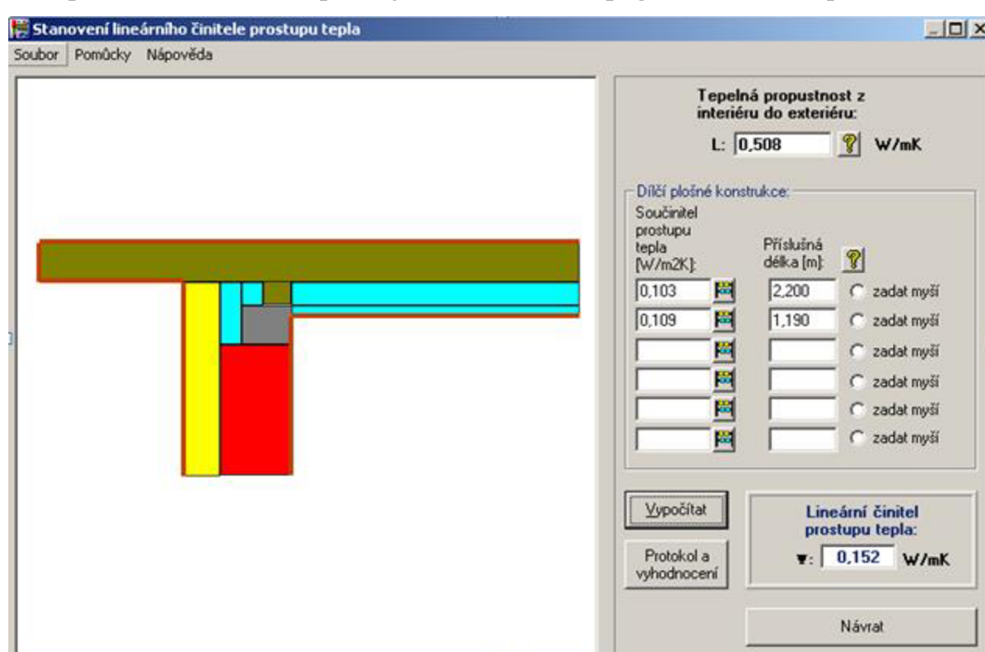 Stanovení lineárního činitele prostupu tepla
Soubor Pomůcky Nápověda
Tepelná propustnost z
interiéru do exteriéru:
L: 0,508 W/mK
Dílčí plošné konstrukce:
Součinitel
prostupu
tepla
[W/m2K]:
Příslušná
délka [m]:
0,103 2,200 zadat myší
0,109 1,190 zadat myší
zadat myší
zadat myší
zadat myší
zadat myší
Vypočítat
Protokol a
vyhodnocení
Lineární činitel
prostupu tepla:
Ψ: 0,152 W/mK
Návrat